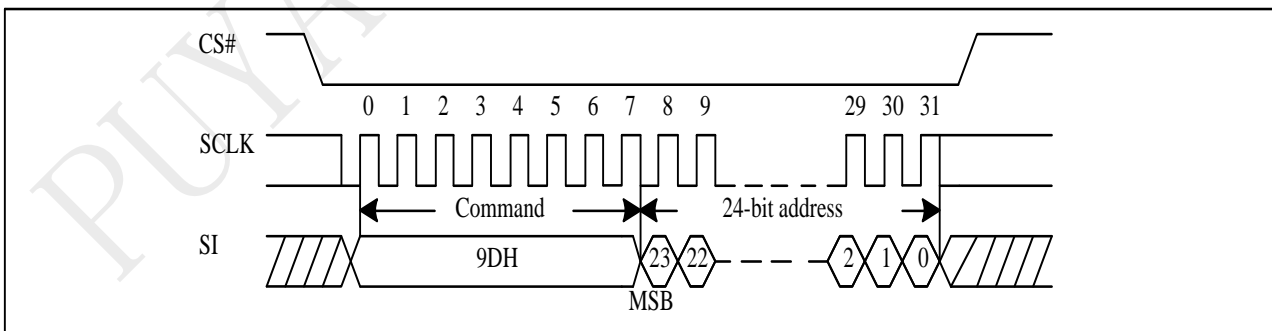 PUYA
CS#
0 1 2 3 4 5 6 7 8 9 29 30 31
SCLK
Command 24-bit address
SI 9DH 23 22 2 1 0
MSB